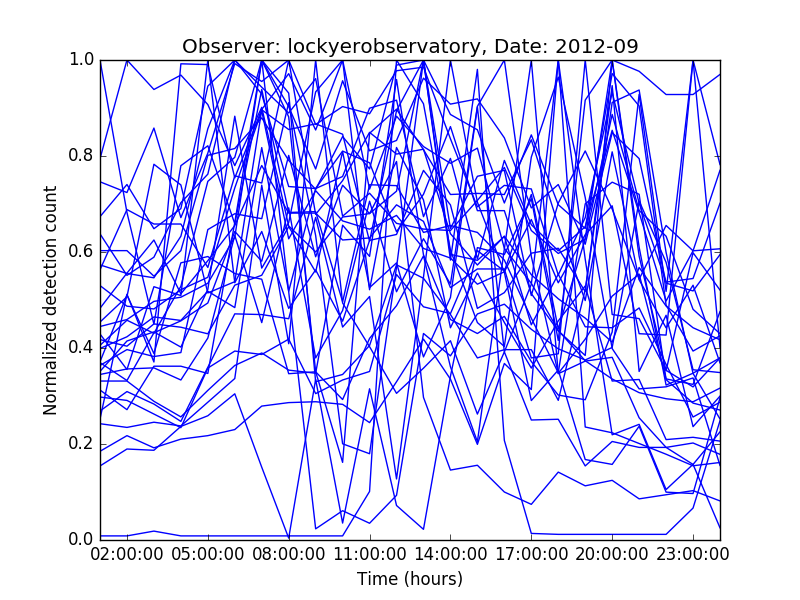 Observer: lockyerobservatory, Date: 2012-09
Normalized detection count
1.0
0.8
0.6
0.4
0.2
0.0
02:00:00 05:00:00 08:00:00 11:00:00 14:00:00 17:00:00 20:00:00 23:00:00
Time (hours)